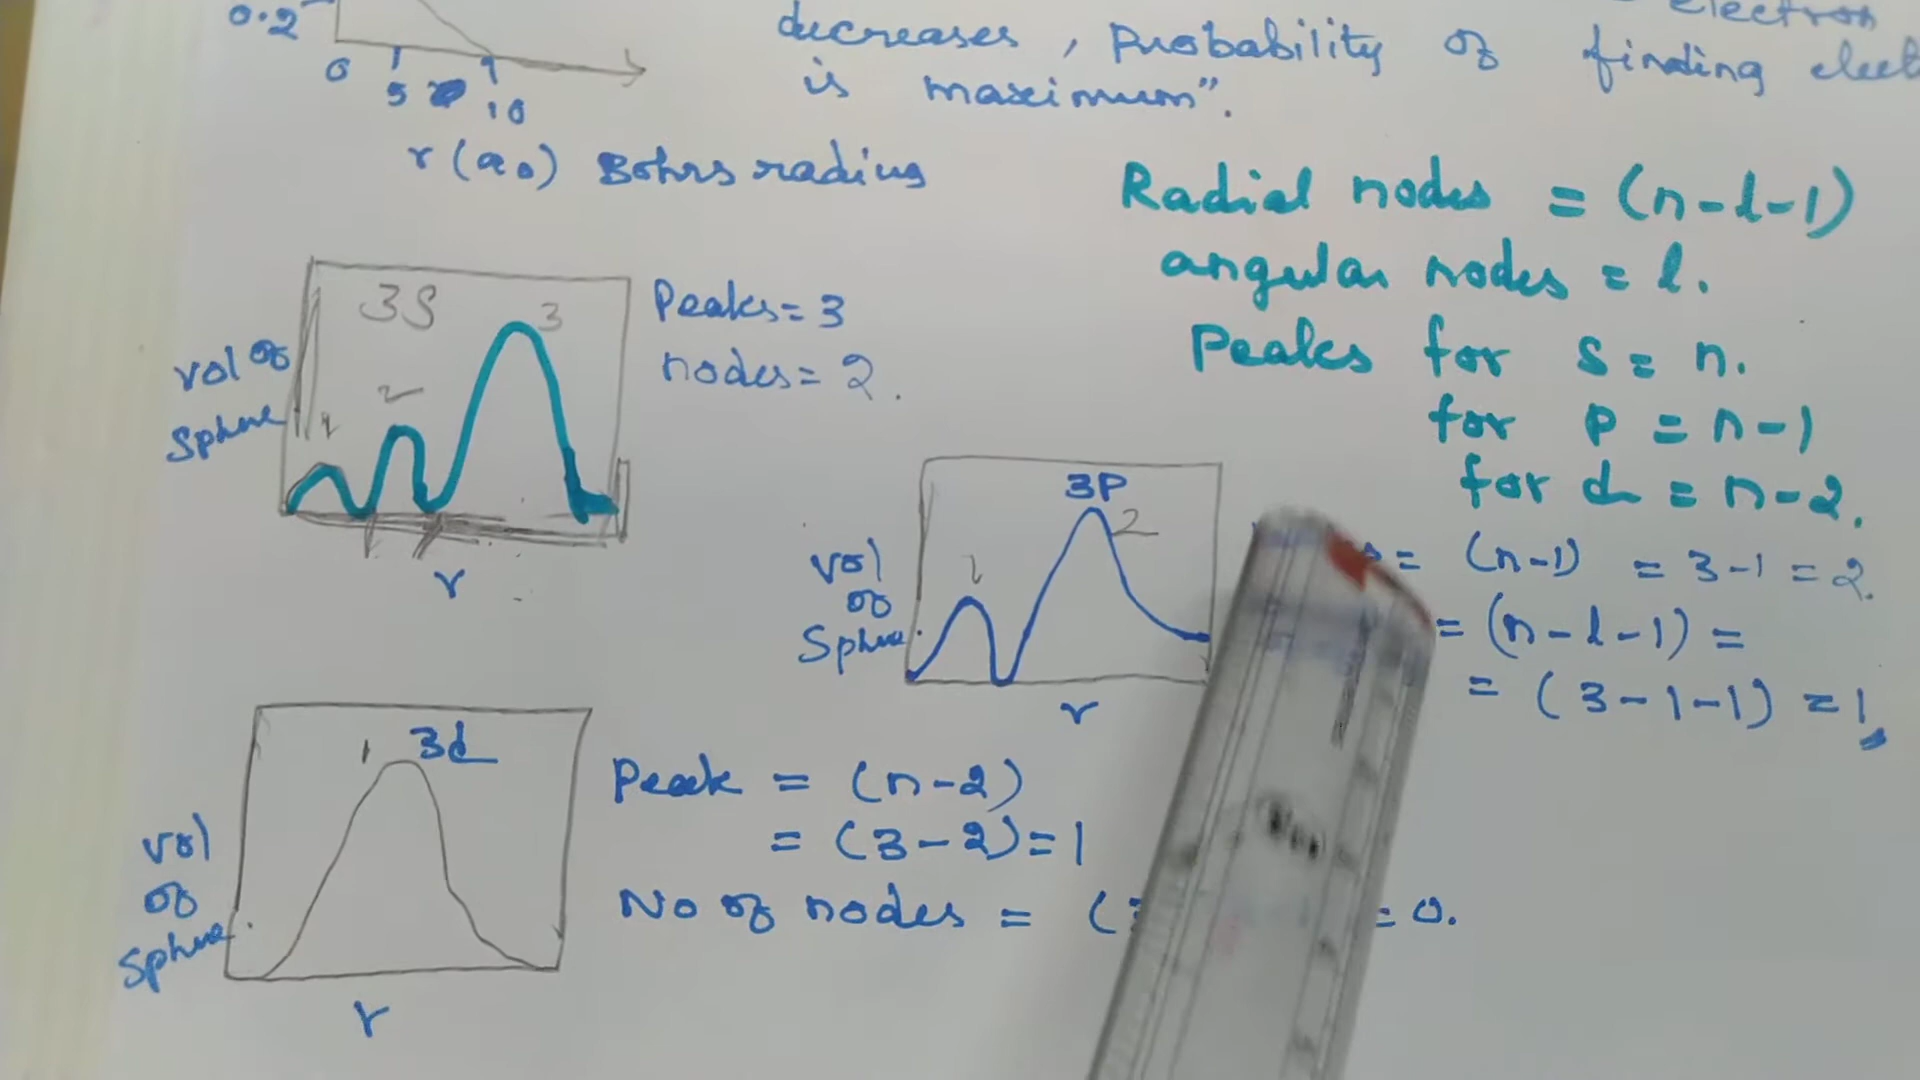 0.2
electron
decreases, Probability of finding elect
is maximum".
0 5 10
r (a0) Bohrs radius
Radial nodes = (n-l-1)
angular nodes = l.
Peaks for s = n.
for p = n-1
for d = n-2.
3S
1 2 3
vol of
Sphere
r
Peaks = 3
nodes = 2.
3P
1 2
vol
of
Sphere
r
= (n-1) = 3-1 = 2.
= (n-l-1) =
= (3-1-1) = 1,
3d
1
vol
of
Sphere
r
Peak = (n-2)
= (3-2) = 1
No of nodes = ( = 0.